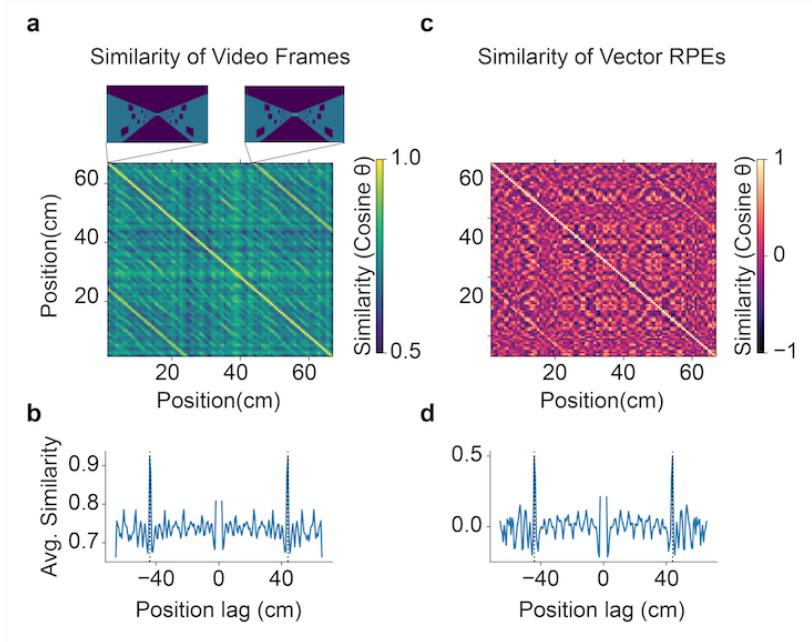 a
Similarity of Video Frames
60
40
20
Position(cm)
20 40 60
Position(cm)
1.0
0.5
Similarity (Cosine θ)
c
Similarity of Vector RPEs
60
40
20
20 40 60
Position(cm)
1
0
−1
Similarity (Cosine θ)
b
0.9
0.8
0.7
Avg. Similarity
−40 0 40
Position lag (cm)
d
0.5
0.0
−40 0 40
Position lag (cm)